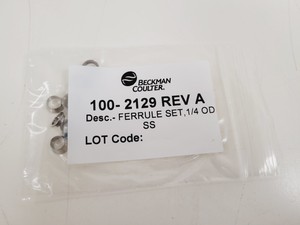 BECKMAN
COULTER.
100- 2129 REV A
Desc.- FERRULE SET,1/4 OD
SS
LOT Code: